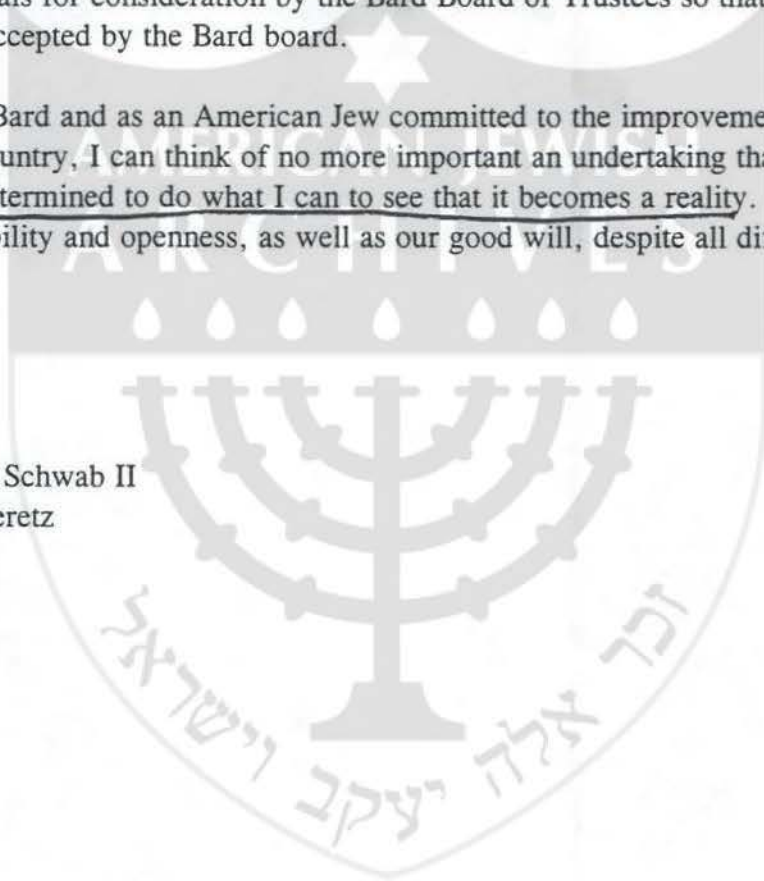 als for consideration by the Bard Board of Trustees so that
ccepted by the Bard board.
Bard and as an American Jew committed to the improveme
untry, I can think of no more important an undertaking tha
termined to do what I can to see that it becomes a reality.
ility and openness, as well as our good will, despite all di
AMERICAN JEWISH
ARCHIVES
Schwab II
eretz
זכר אלה יעקב וישראל